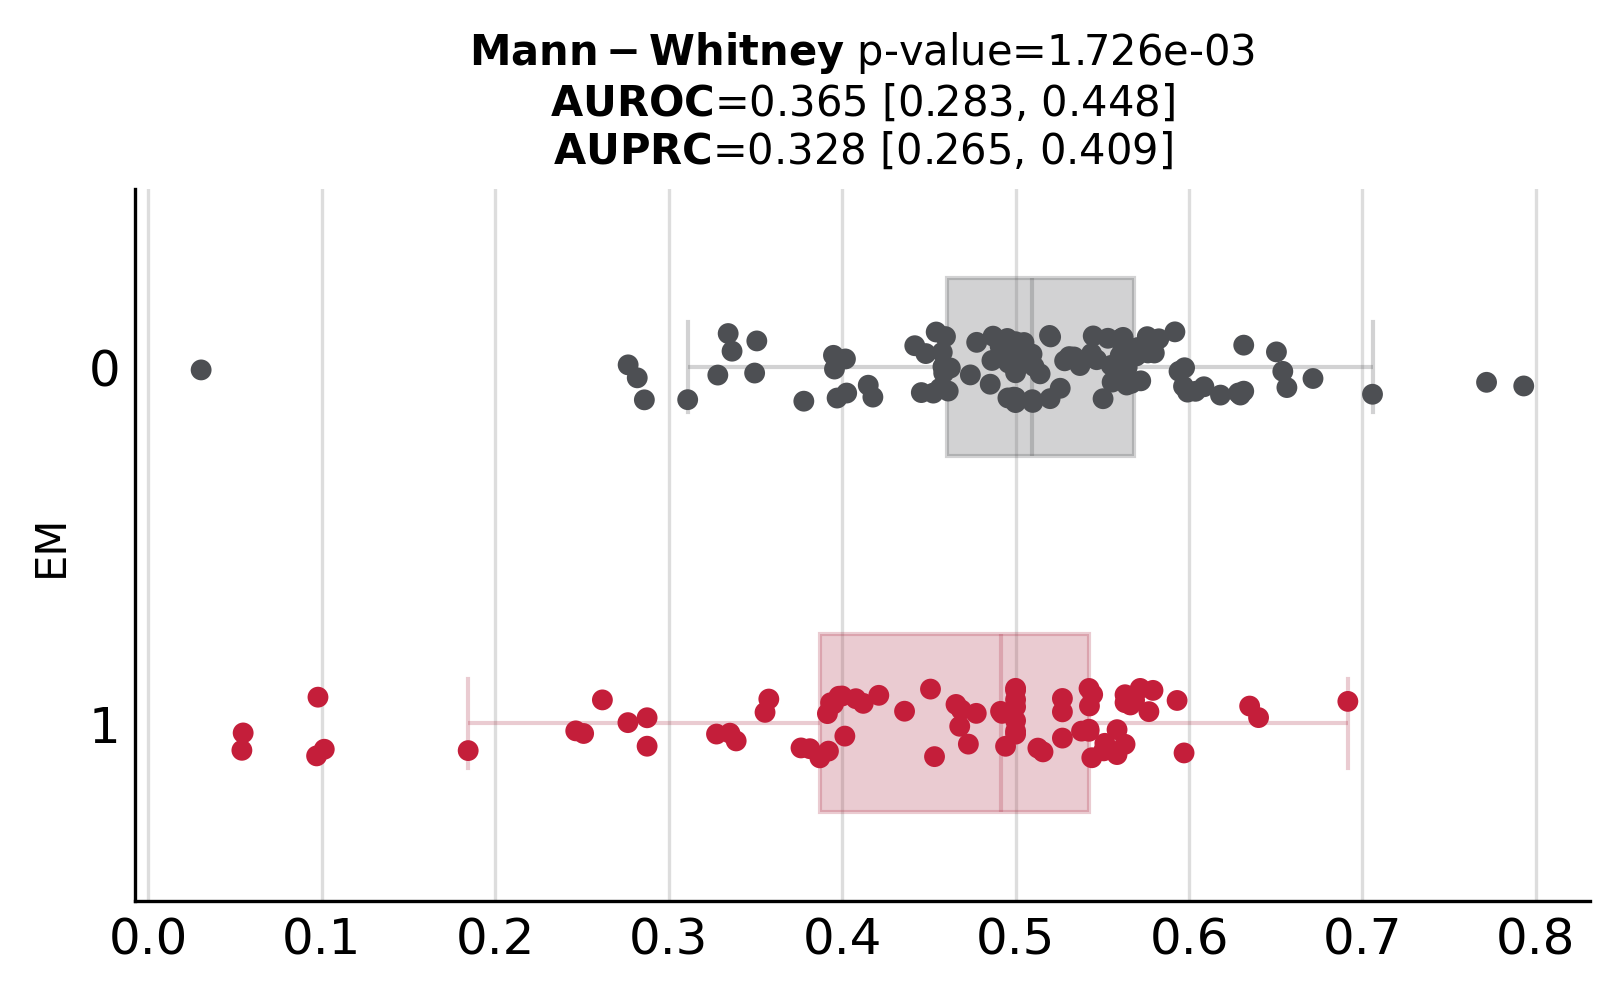 Mann – Whitney p-value=1.726e-03
AUROC=0.365 [0.283, 0.448]
AUPRC=0.328 [0.265, 0.409]
0
EM
1
0.0 0.1 0.2 0.3 0.4 0.5 0.6 0.7 0.8